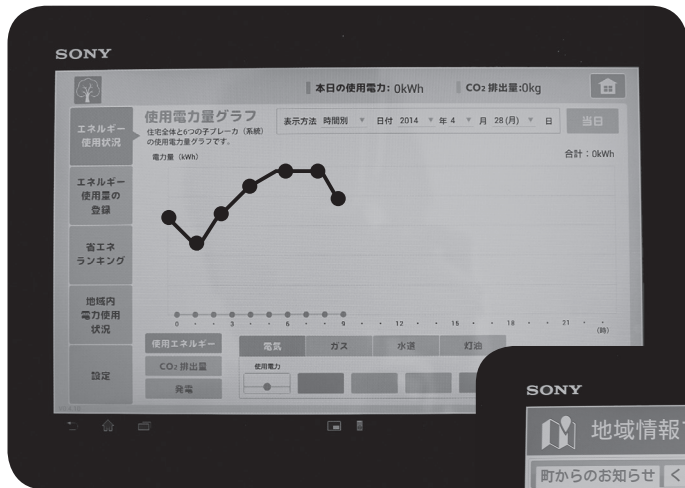 SONY
本日の使用電力: 0kWh
CO2 排出量:0kg
エネルギー
使用状況
使用電力量グラフ
住宅全体と6つの子ブレーカ（系統）
の使用電力量グラフです。
表示方法 時間別 ▼ 日付 2014 ▼ 年 4 ▼ 月 28(月) ▼ 日
当日
電力量（kWh）
合計：0kWh
エネルギー
使用量の
登録
省エネ
ランキング
地域内
電力使用
状況
設定
0 ・ ・ 3 ・ ・ 6 ・ ・ 9 ・ ・ 12 ・ ・ 15 ・ ・ 18 ・ ・ 21 ・ ・
(時)
使用エネルギー
電気 ガス 水道 灯油
CO2 排出量
使用電力
発電
SONY
地域情報
町からのお知らせ く